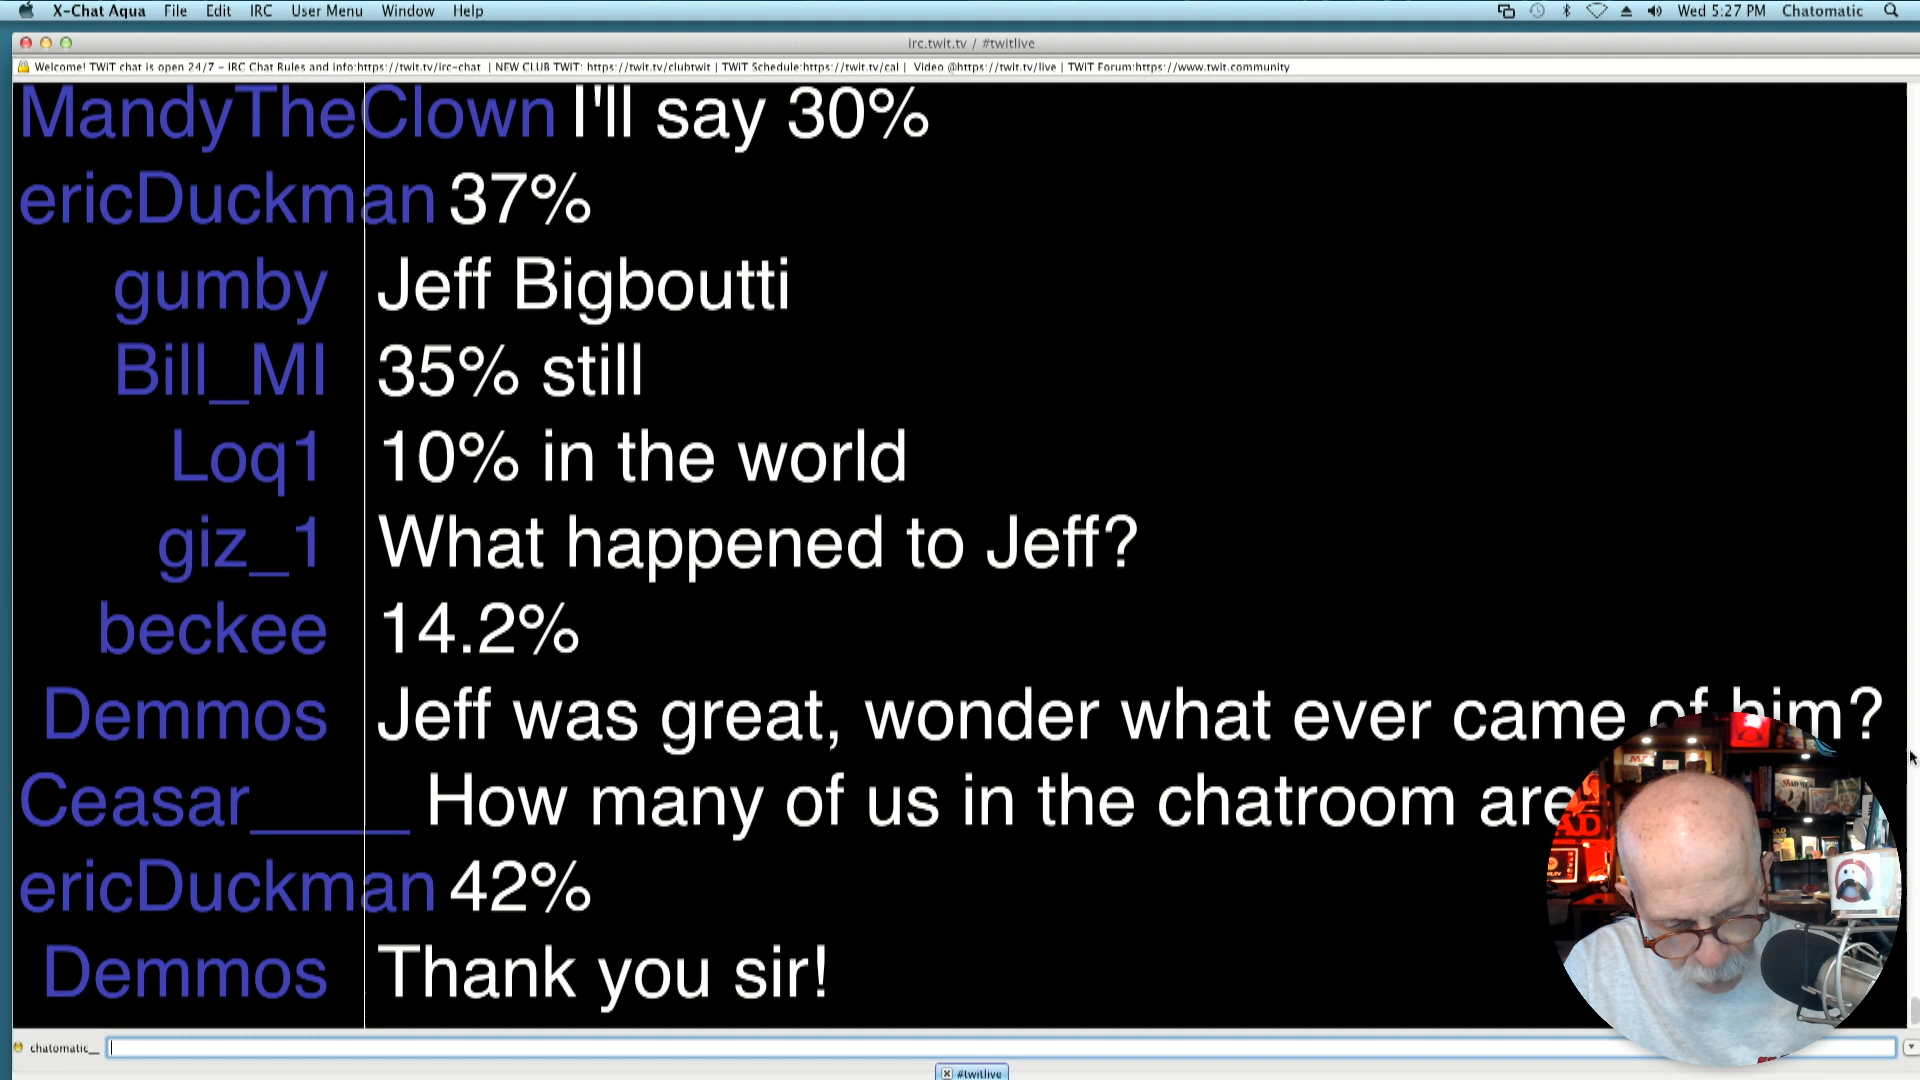 X-Chat Aqua File Edit IRC User Menu Window Help Wed 5:27 PM Chatomatic
irc.twit.tv / #twitlive
Welcome! TWiT chat is open 24/7 - IRC Chat Rules and info:https://twit.tv/irc-chat | NEW CLUB TWIT: https://twit.tv/clubtwit | TWIT Schedule:https://twit.tv/cal | Video @https://twit.tv/live | TWIT Forum:https://www.twit.community
MandyTheClown I'll say 30%
ericDuckman 37%
gumby Jeff Bigboutti
Bill_MI 35% still
Loq1 10% in the world
giz_1 What happened to Jeff?
beckee 14.2%
Demmos Jeff was great, wonder what ever came of him?
Ceasar____ How many of us in the chatroom are
ericDuckman 42%
Demmos Thank you sir!
chatomatic__
#twitlive